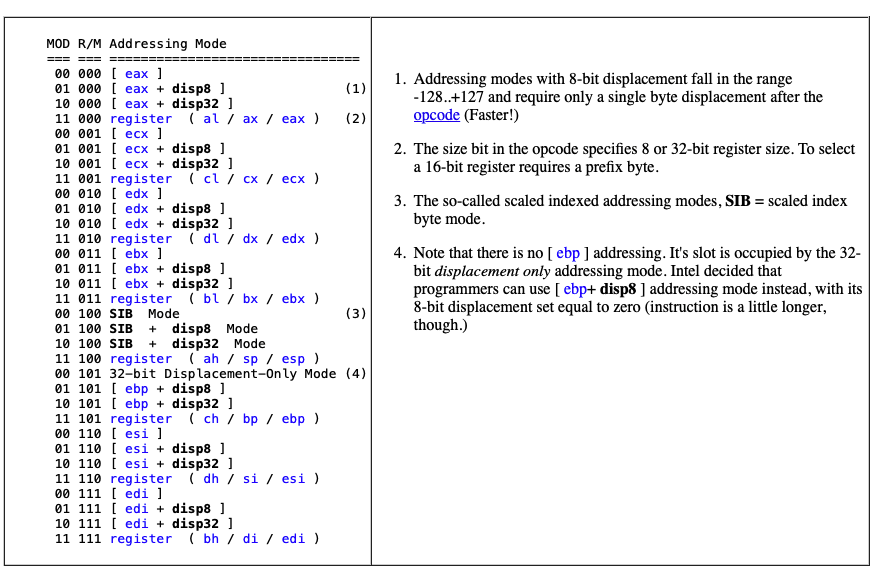 MOD R/M Addressing Mode
=== === ================================
00 000 [ eax ]
01 000 [ eax + disp8 ] (1)
10 000 [ eax + disp32 ]
11 000 register ( al / ax / eax ) (2)
00 001 [ ecx ]
01 001 [ ecx + disp8 ]
10 001 [ ecx + disp32 ]
11 001 register ( cl / cx / ecx )
00 010 [ edx ]
01 010 [ edx + disp8 ]
10 010 [ edx + disp32 ]
11 010 register ( dl / dx / edx )
00 011 [ ebx ]
01 011 [ ebx + disp8 ]
10 011 [ ebx + disp32 ]
11 011 register ( bl / bx / ebx )
00 100 SIB Mode (3)
01 100 SIB + disp8 Mode
10 100 SIB + disp32 Mode
11 100 register ( ah / sp / esp )
00 101 32-bit Displacement-Only Mode (4)
01 101 [ ebp + disp8 ]
10 101 [ ebp + disp32 ]
11 101 register ( ch / bp / ebp )
00 110 [ esi ]
01 110 [ esi + disp8 ]
10 110 [ esi + disp32 ]
11 110 register ( dh / si / esi )
00 111 [ edi ]
01 111 [ edi + disp8 ]
10 111 [ edi + disp32 ]
11 111 register ( bh / di / edi )
1. Addressing modes with 8-bit displacement fall in the range
-128..+127 and require only a single byte displacement after the
opcode (Faster!)
2. The size bit in the opcode specifies 8 or 32-bit register size. To select
a 16-bit register requires a prefix byte.
3. The so-called scaled indexed addressing modes, SIB = scaled index
byte mode.
4. Note that there is no [ ebp ] addressing. It's slot is occupied by the 32-
bit displacement only addressing mode. Intel decided that
programmers can use [ ebp+ disp8 ] addressing mode instead, with its
8-bit displacement set equal to zero (instruction is a little longer,
though.)